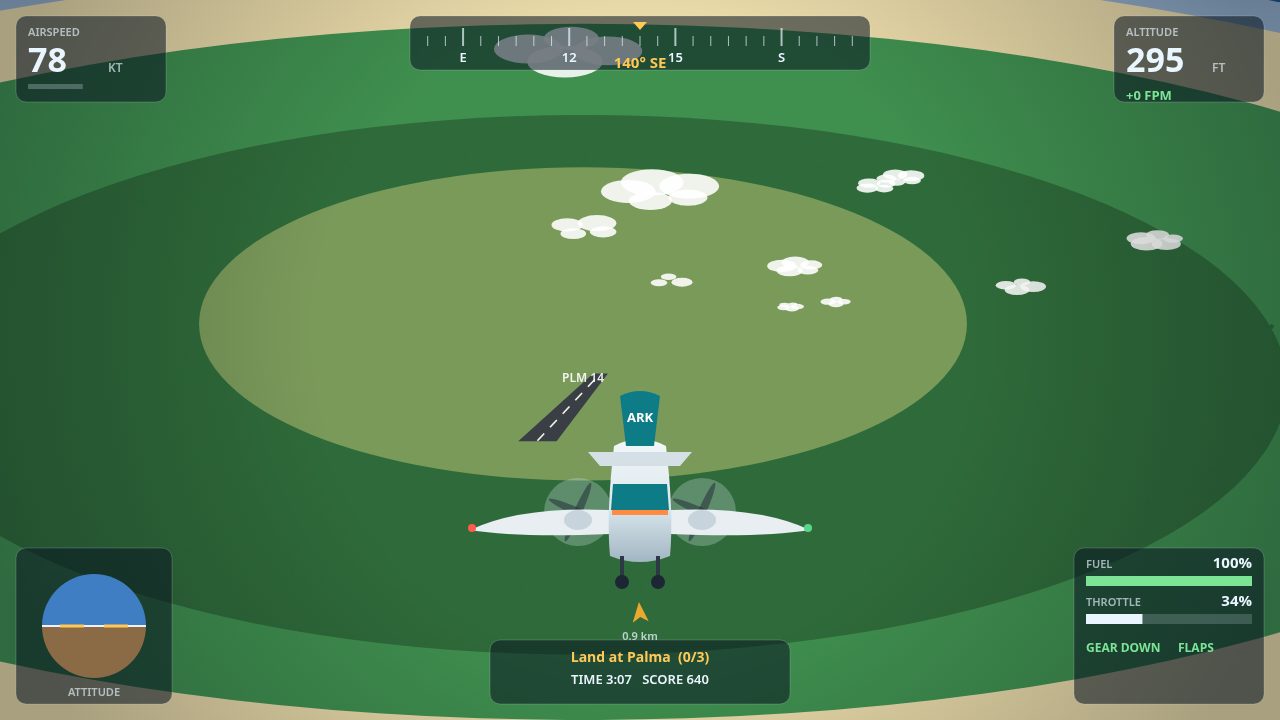 AIRSPEED
78 KT
E 12 15 S
140° SE
ALTITUDE
295 FT
+0 FPM
PLM 14
ARK
0.9 km
Land at Palma (0/3)
TIME 3:07 SCORE 640
ATTITUDE
FUEL 100%
THROTTLE 34%
GEAR DOWN FLAPS